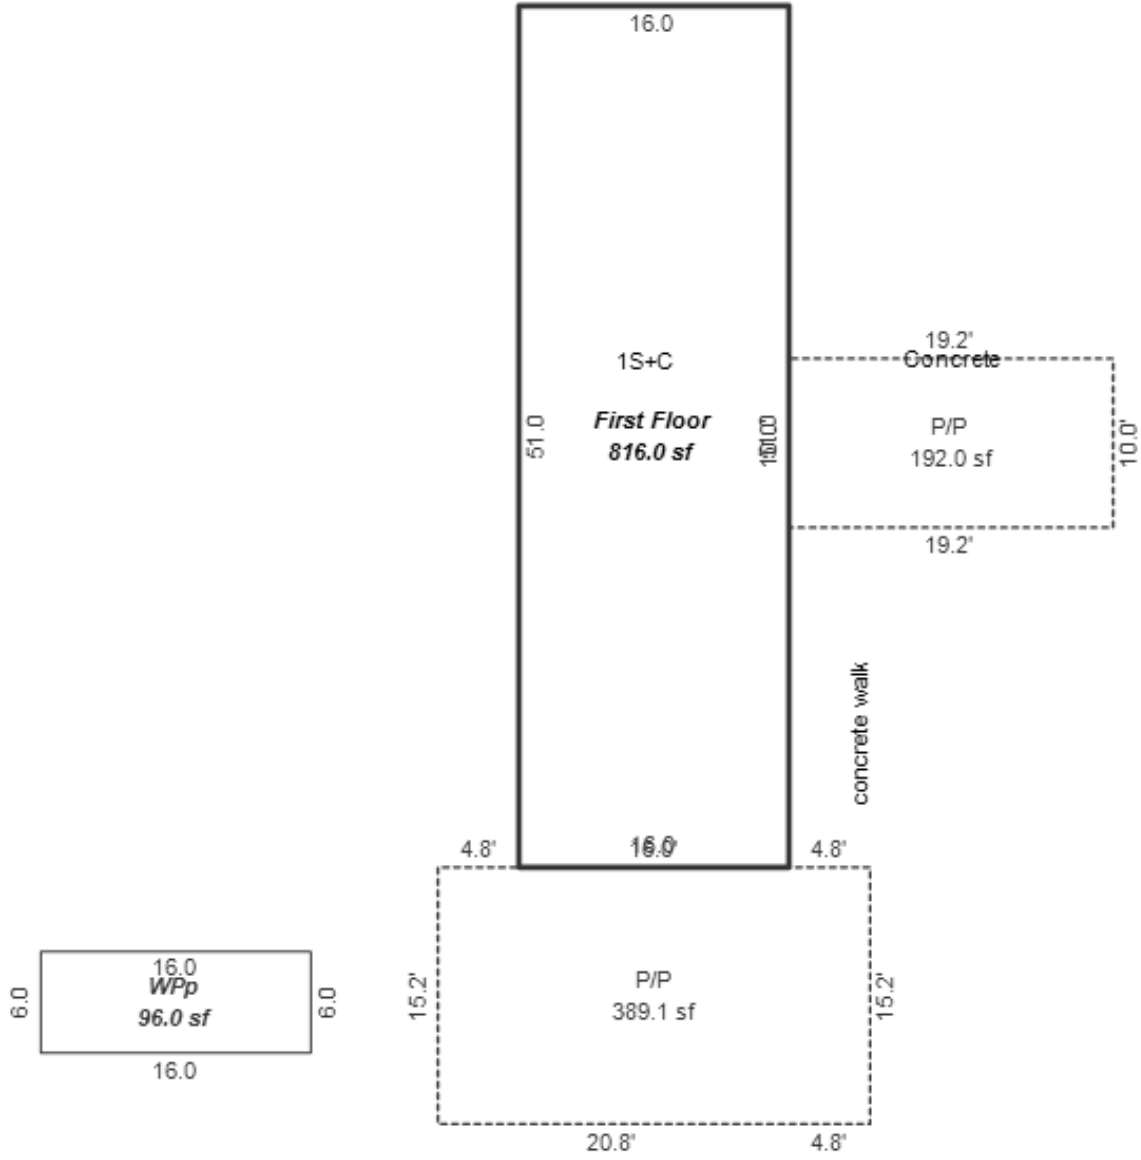 16.0
19.2'
1S+C
Concrete
First Floor
816.0 sf
51.0
P/P
192.0 sf
10.0'
19.2'
concrete walk
4.8'
16.0
4.8'
16.0
WPp
96.0 sf
6.0
6.0
16.0
P/P
389.1 sf
15.2'
15.2'
20.8'
4.8'